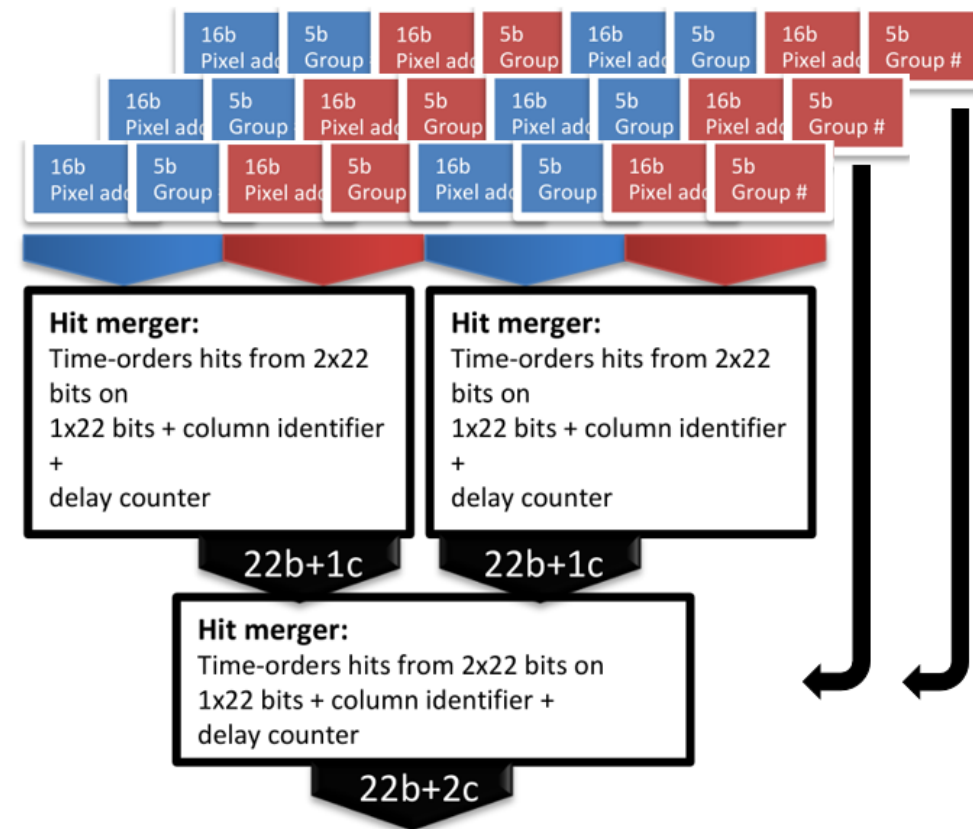 16b 5b 16b 5b 16b 5b 16b 5b
Pixel add Group Pixel add Group Pixel add Group Pixel add Group #
16b 5b 16b 5b 16b 5b 16b 5b
Pixel add Group Pixel add Group Pixel add Group Pixel add Group #
16b 5b 16b 5b 16b 5b 16b 5b
Pixel add Group Pixel add Group Pixel add Group Pixel add Group #
Hit merger:
Time-orders hits from 2x22
bits on
1x22 bits + column identifier
+
delay counter
Hit merger:
Time-orders hits from 2x22
bits on
1x22 bits + column identifier
+
delay counter
22b+1c
22b+1c
Hit merger:
Time-orders hits from 2x22 bits on
1x22 bits + column identifier +
delay counter
22b+2c